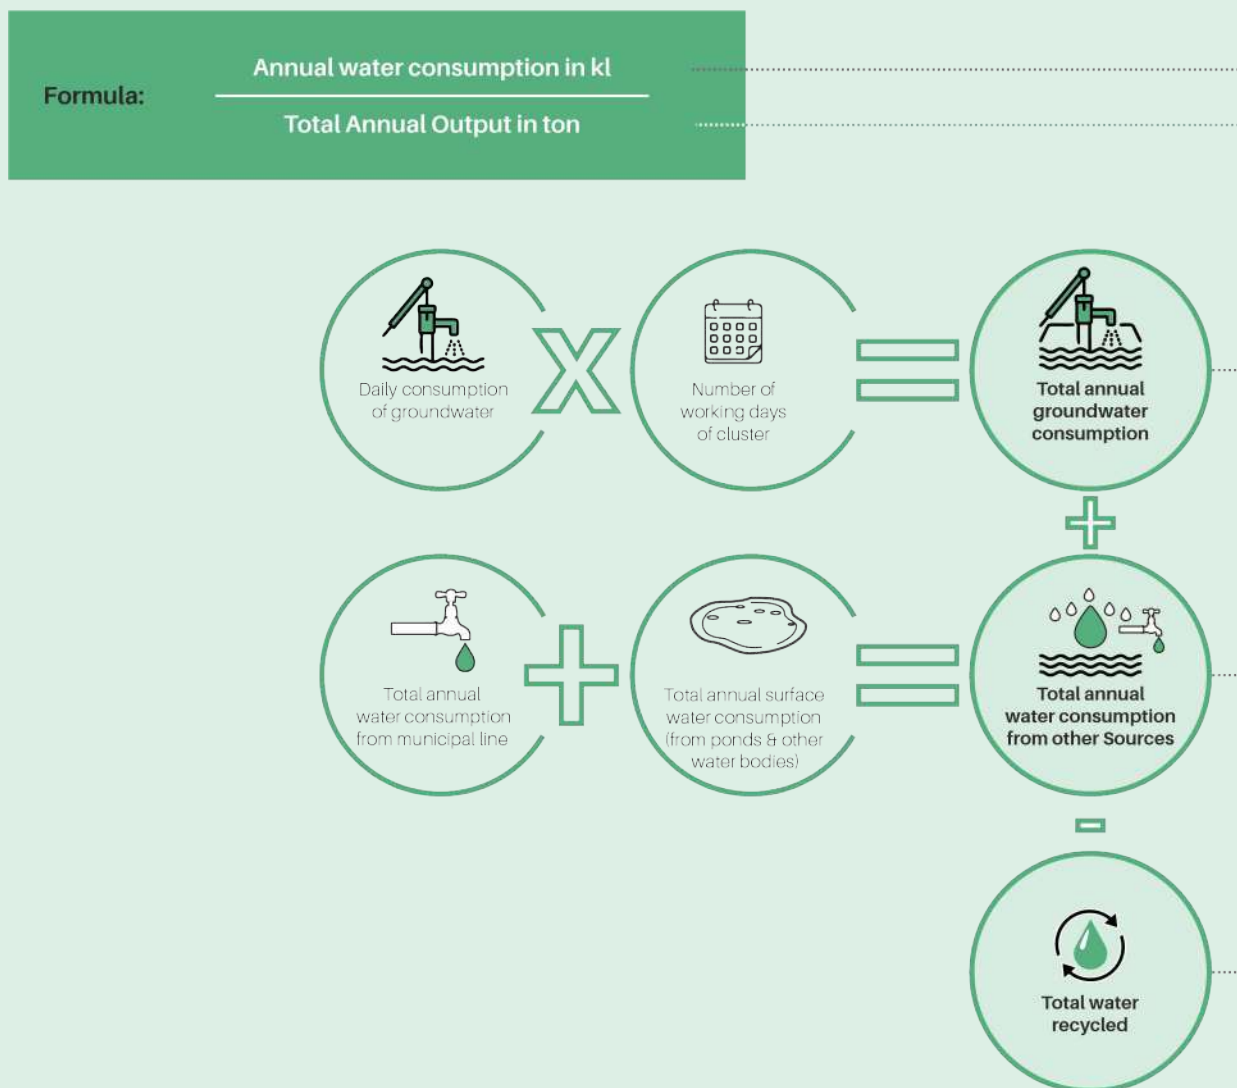 Formula:
Annual water consumption in kl
Total Annual Output in ton
Daily consumption
of groundwater
X
Number of
working days
of cluster
=
Total annual
groundwater
consumption
+
Total annual
water consumption
from municipal line
+
Total annual surface
water consumption
(from ponds & other
water bodies)
=
Total annual
water consumption
from other Sources
-
Total water
recycled